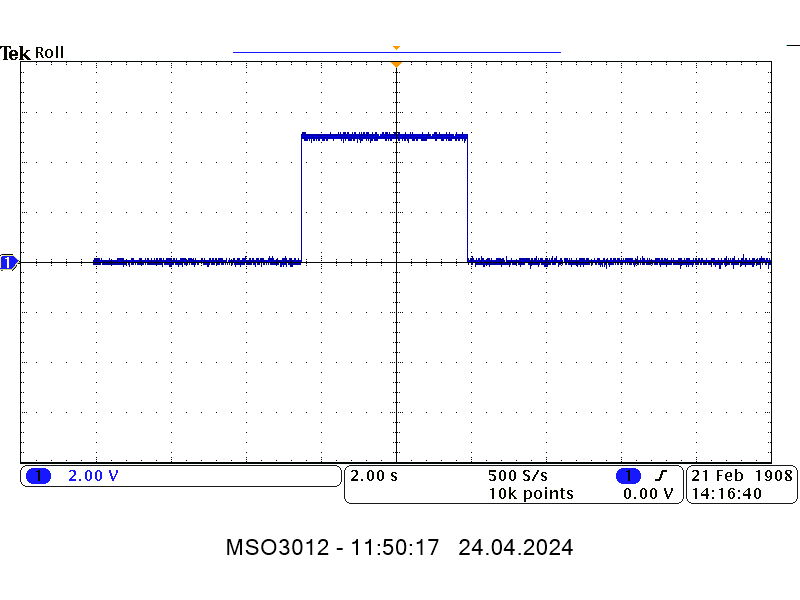 Tek Roll
1
1 2.00 V
2.00 s 500 S/s 1
10k points 0.00 V
21 Feb 1908
14:16:40
MSO3012 - 11:50:17 24.04.2024